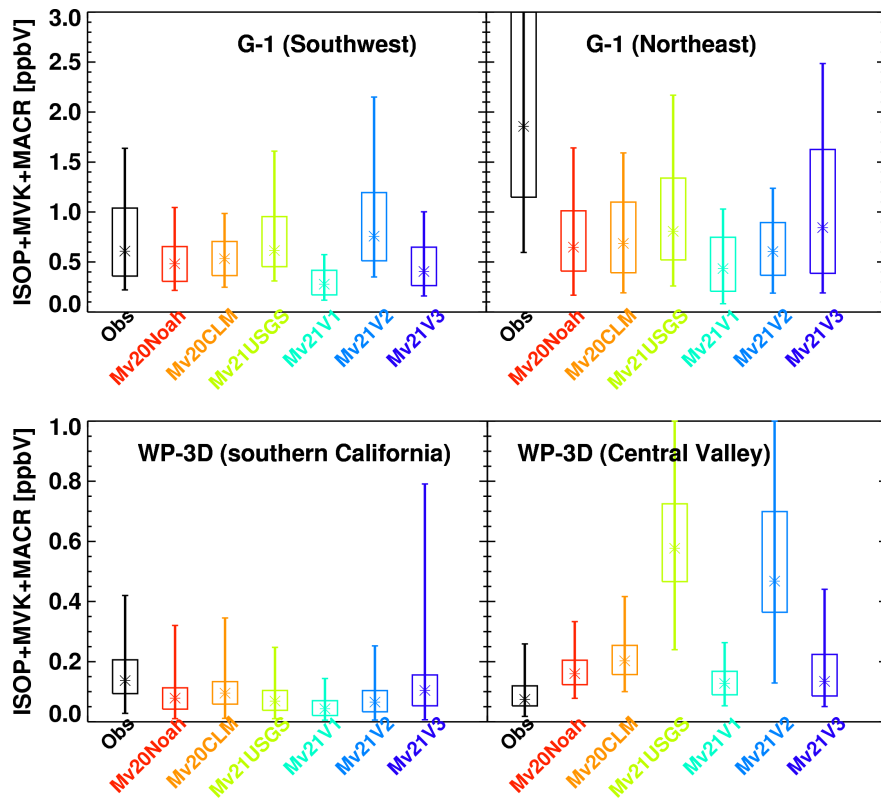 ISOP+MVK+MACR [ppbV]
G-1 (Southwest)
G-1 (Northeast)
3.0
2.5
2.0
1.5
1.0
0.5
0.0
Obs
Mv20Noah
Mv20CLM
Mv21USGS
Mv21V1
Mv21V2
Mv21V3
Obs
Mv20Noah
Mv20CLM
Mv21USGS
Mv21V1
Mv21V2
Mv21V3
ISOP+MVK+MACR [ppbV]
WP-3D (southern California)
WP-3D (Central Valley)
1.0
0.8
0.6
0.4
0.2
0.0
Obs
Mv20Noah
Mv20CLM
Mv21USGS
Mv21V1
Mv21V2
Mv21V3
Obs
Mv20Noah
Mv20CLM
Mv21USGS
Mv21V1
Mv21V2
Mv21V3